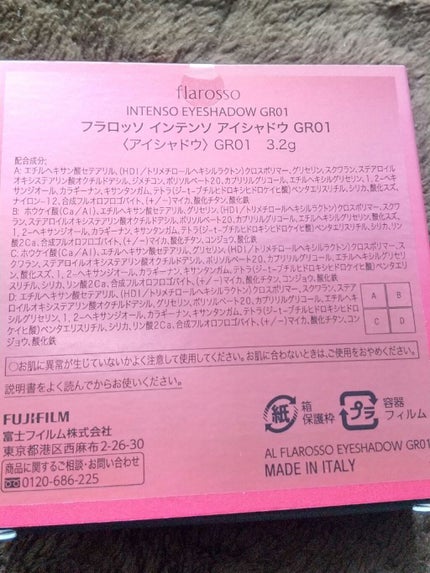 flarosso
INTENSO EYESHADOW GR01
フラロッソ インテンソ アイシャドウ GR01
〈アイシャドウ〉GR01 3.2g
配合成分;
A: エチルヘキサン酸セテアリル, (HDI/トリメチロールヘキシルラクトン)クロスポリマー, グリセリン, スクワラン, ステアロイル
オキシステアリン酸オクチルドデシル, ジメチコン, ポリソルベート20, カプリリルグリコール, エチルヘキシルグリセリン, 1, 2-ヘキ
サンジオール, カラギーナン, キサンタンガム, テトラ(ジ-t-ブチルヒドロキシヒドロケイヒ酸)ペンタエリスリチル, シリカ, 酸化スズ,
ナイロン-12, 合成フルオロフロゴパイト, (+/-)マイカ, 酸化チタン, コンジョウ
B: ホウケイ酸(Ca/Al), エチルヘキサン酸セテアリル, グリセリン, (HDI/トリメチロールヘキシルラクトン)クロスポリマー, スク
ワラン, ステアロイルオキシステアリン酸オクチルドデシル, ポリソルベート20, カプリリルグリコール, エチルヘキシルグリセリン, 酸化スズ,
1, 2-ヘキサンジオール, カラギーナン, キサンタンガム, テトラ(ジ-t-ブチルヒドロキシヒドロケイヒ酸)ペンタエリスリチル, シリカ,
リン酸2Ca, 合成フルオロフロゴパイト, (+/-)マイカ, 酸化チタン, コンジョウ, 酸化鉄
C: ホウケイ酸(Ca/Al), エチルヘキサン酸セテアリル, グリセリン, (HDI/トリメチロールヘキシルラクトン)クロスポリマー, ス
クワラン, ステアロイルオキシステアリン酸オクチルドデシル, ポリソルベート20, カプリリルグリコール, エチルヘキシルグリセリ
ン, 酸化スズ, 1, 2-ヘキサンジオール, カラギーナン, キサンタンガム, テトラ(ジ-t-ブチルヒドロキシヒドロケイヒ酸)ペンタエリ
スリチル, シリカ, リン酸2Ca, 合成フルオロフロゴパイト, (+/-)マイカ, 酸化チタン, コンジョウ, 酸化鉄
D: エチルヘキサン酸セテアリル, (HDI/トリメチロールヘキシルラクトン)クロスポリマー, スクワラン, ステア
ロイルオキシステアリン酸オクチルドデシル, グリセリン, ポリソルベート20, カプリリルグリコール, エチルヘキ
シルグリセリン, 酸化スズ, 1, 2-ヘキサンジオール, カラギーナン, キサンタンガム, テトラ(ジ-t-ブチルヒドロキシヒドロ
ケイヒ酸)ペンタエリスリチル, シリカ, リン酸2Ca, 合成フルオロフロゴパイト, (+/-)マイカ, 酸化チタン, コン
ジョウ, 酸化鉄
A B
C D
○お肌に異常が生じていないかよく注意して使用してください。お肌に合わないときは、ご使用をおやめください。
説明書をよく読んでからお使いください。
FUJIFILM
富士フイルム株式会社
東京都港区西麻布2-26-30
商品に関するご相談・お問い合わせ
0120-686-225
紙 箱
保護枠
プラ 容器
フィルム
AL FLAROSSO EYESHADOW GR01
MADE IN ITALY